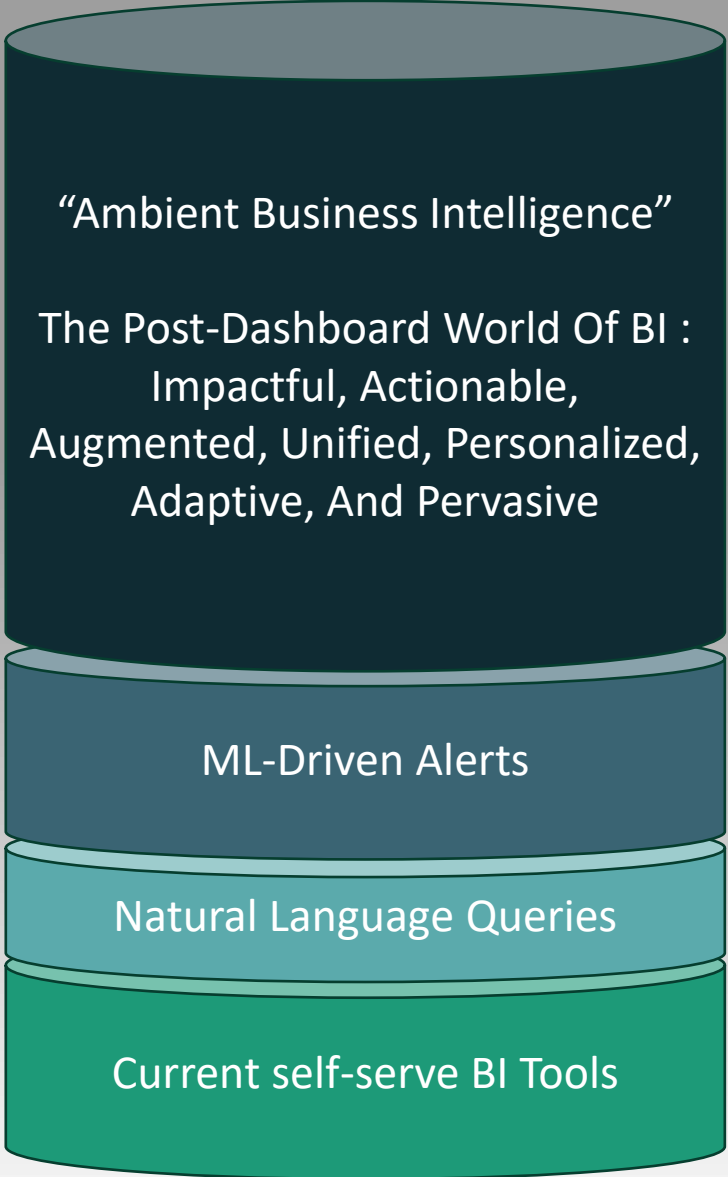 “Ambient Business Intelligence”
The Post-Dashboard World Of BI :
Impactful, Actionable,
Augmented, Unified, Personalized,
Adaptive, And Pervasive
ML-Driven Alerts
Natural Language Queries
Current self-serve BI Tools